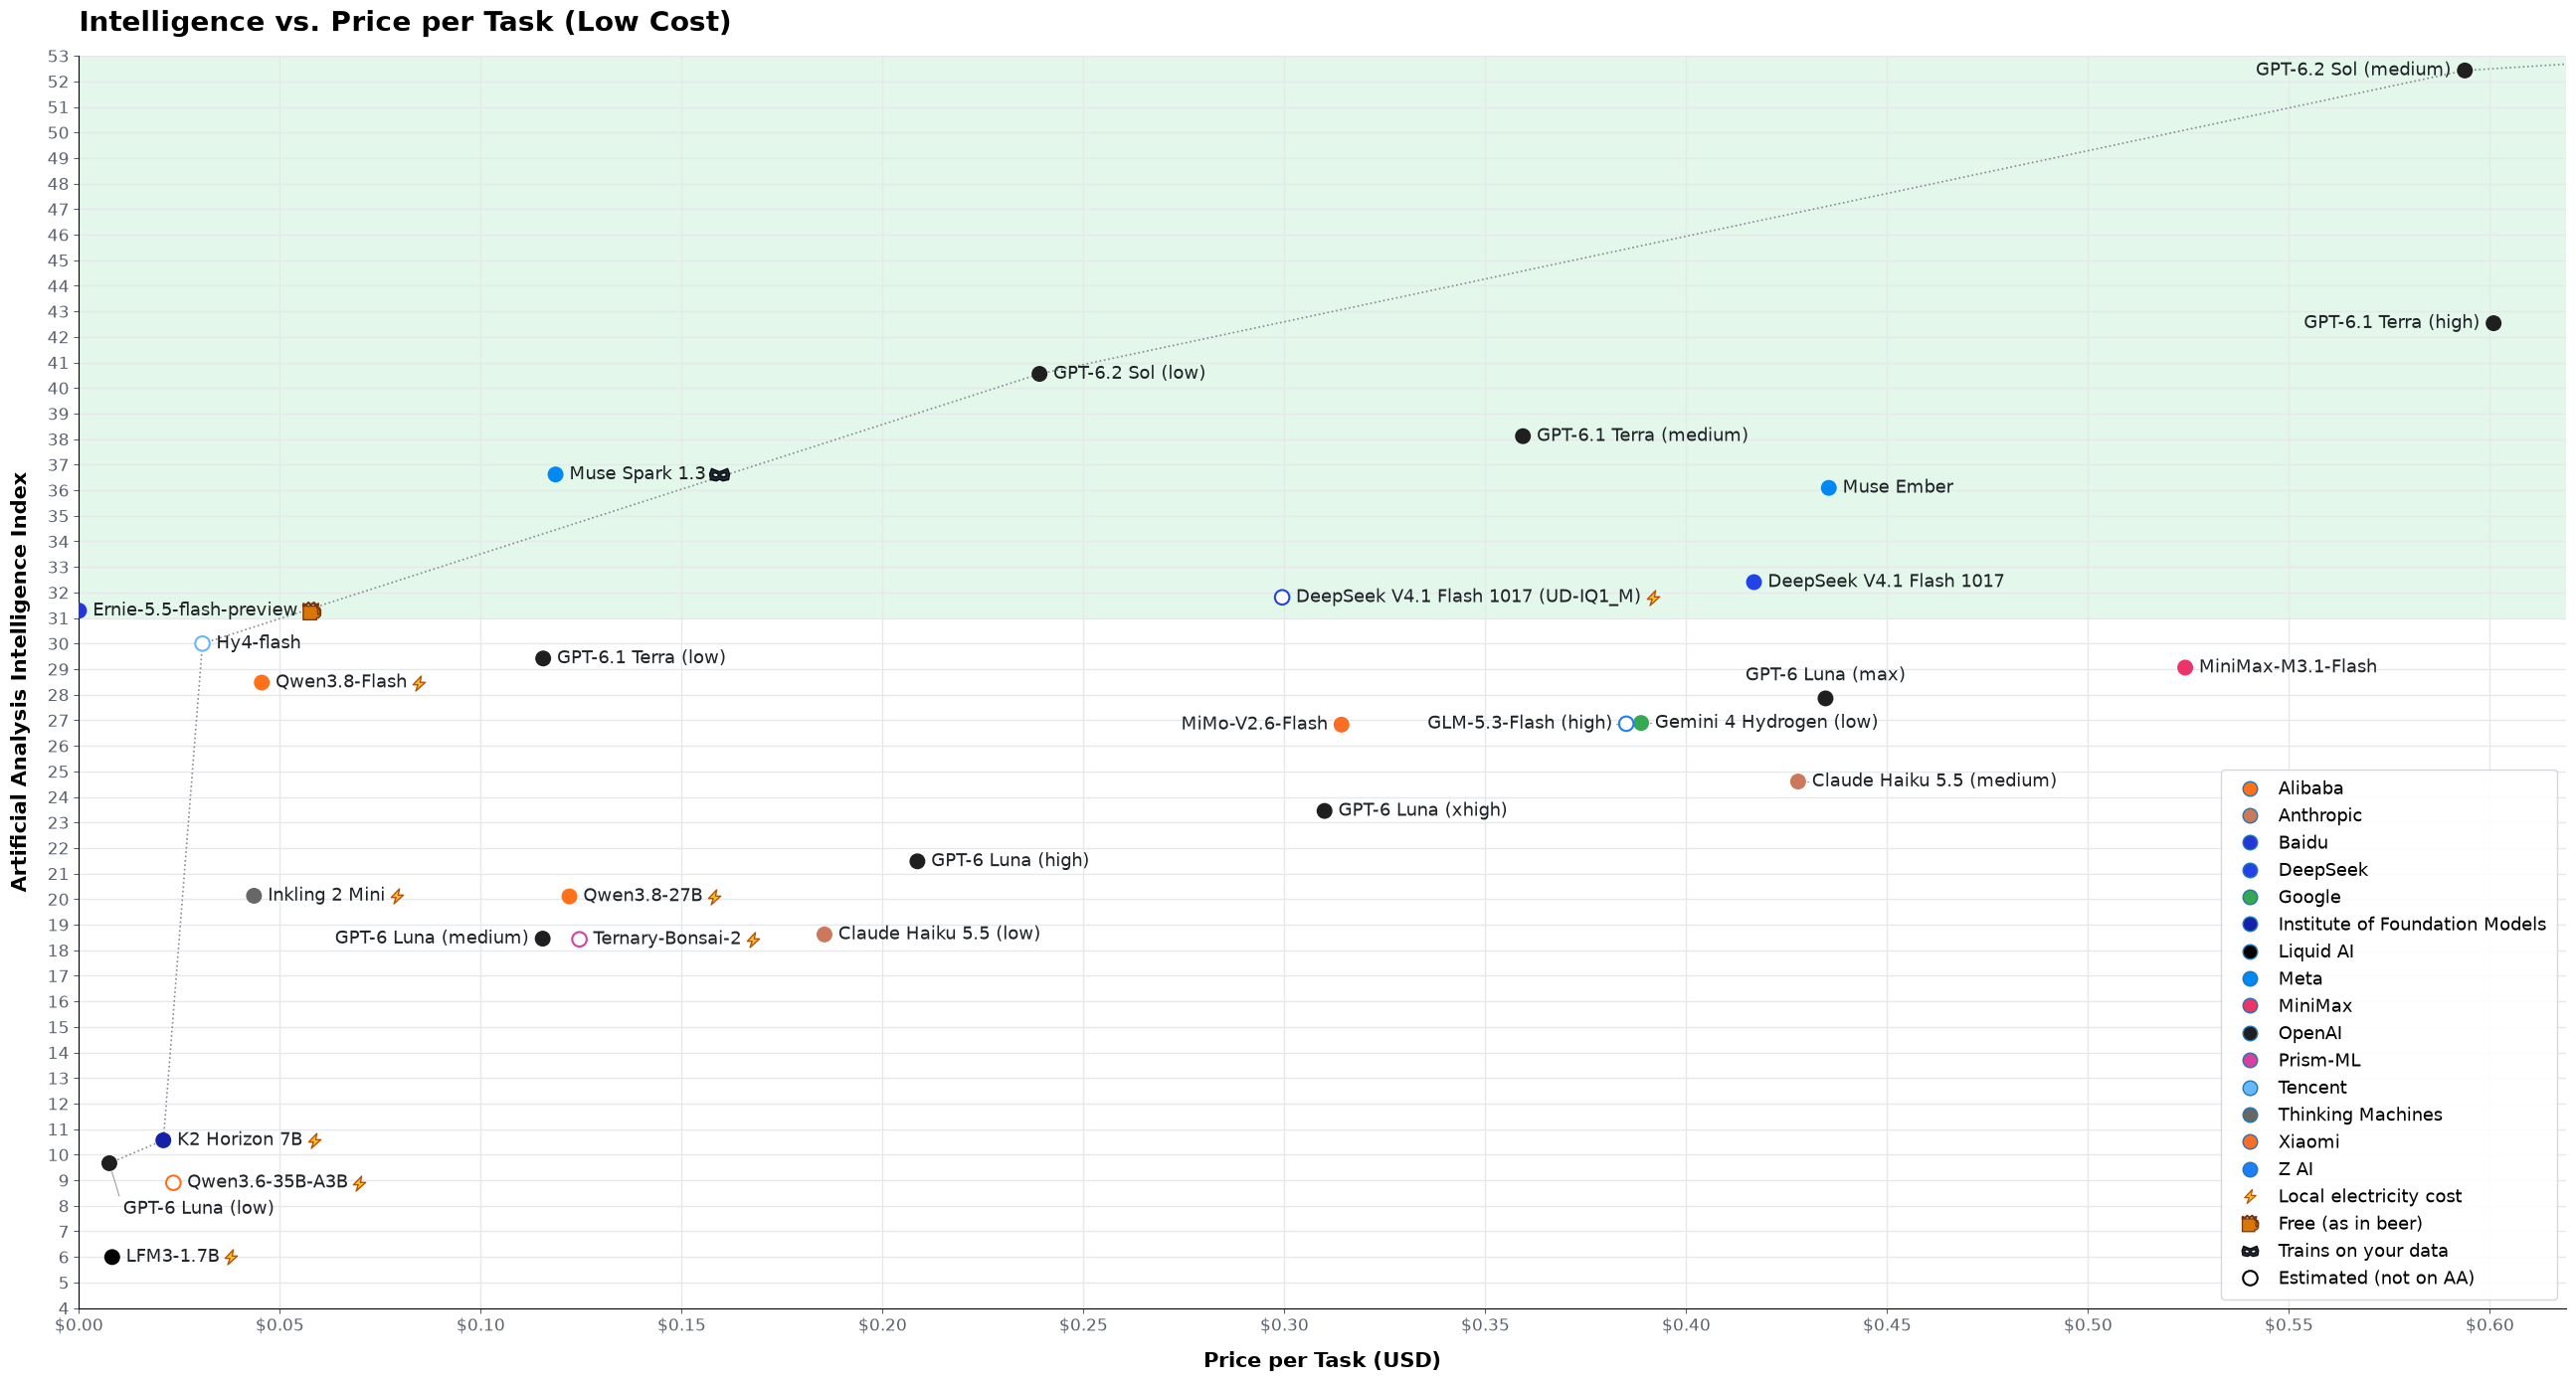 Intelligence vs. Price per Task (Low Cost)
Artificial Analysis Intelligence Index
53
52
51
50
49
48
47
46
45
44
43
42
41
40
39
38
37
36
35
34
33
32
31
30
29
28
27
26
25
24
23
22
21
20
19
18
17
16
15
14
13
12
11
10
9
8
7
6
5
4
GPT-6.2 Sol (medium)
GPT-6.1 Terra (high)
GPT-6.2 Sol (low)
GPT-6.1 Terra (medium)
Muse Spark 1.3
Muse Ember
DeepSeek V4.1 Flash 1017
DeepSeek V4.1 Flash 1017 (UD-IQ1_M)
Ernie-5.5-flash-preview
Hy4-flash
GPT-6.1 Terra (low)
MiniMax-M3.1-Flash
Qwen3.8-Flash
GPT-6 Luna (max)
MiMo-V2.6-Flash
GLM-5.3-Flash (high)
Gemini 4 Hydrogen (low)
Claude Haiku 5.5 (medium)
GPT-6 Luna (xhigh)
GPT-6 Luna (high)
Inkling 2 Mini
Qwen3.8-27B
GPT-6 Luna (medium)
Ternary-Bonsai-2
Claude Haiku 5.5 (low)
K2 Horizon 7B
Qwen3.6-35B-A3B
GPT-6 Luna (low)
LFM3-1.7B
Alibaba
Anthropic
Baidu
DeepSeek
Google
Institute of Foundation Models
Liquid AI
Meta
MiniMax
OpenAI
Prism-ML
Tencent
Thinking Machines
Xiaomi
Z AI
Local electricity cost
Free (as in beer)
Trains on your data
Estimated (not on AA)
$0.00
$0.05
$0.10
$0.15
$0.20
$0.25
$0.30
$0.35
$0.40
$0.45
$0.50
$0.55
$0.60
Price per Task (USD)